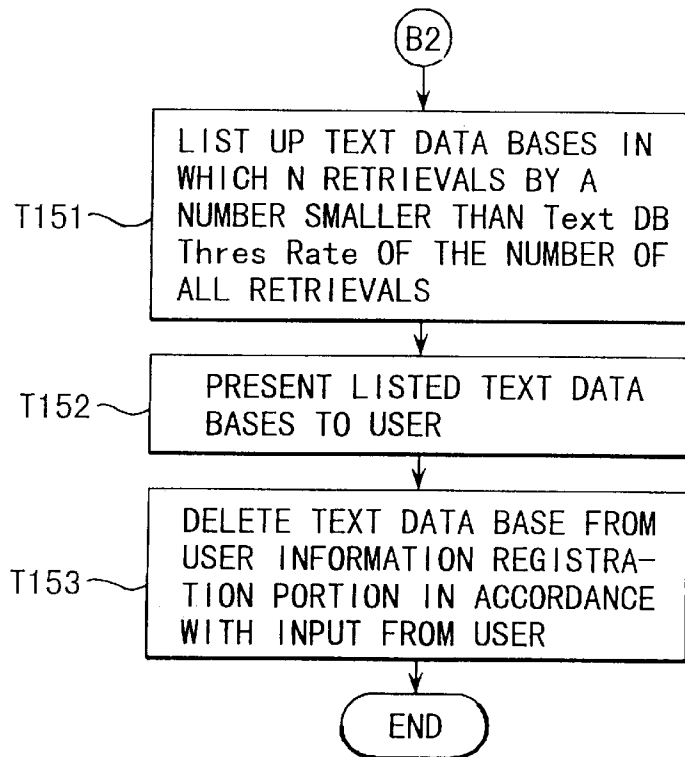 B2
T151
LIST UP TEXT DATA BASES IN
WHICH N RETRIEVALS BY A
NUMBER SMALLER THAN Text DB
Thres Rate OF THE NUMBER OF
ALL RETRIEVALS
T152
PRESENT LISTED TEXT DATA
BASES TO USER
T153
DELETE TEXT DATA BASE FROM
USER INFORMATION REGISTRA-
TION PORTION IN ACCORDANCE
WITH INPUT FROM USER
END